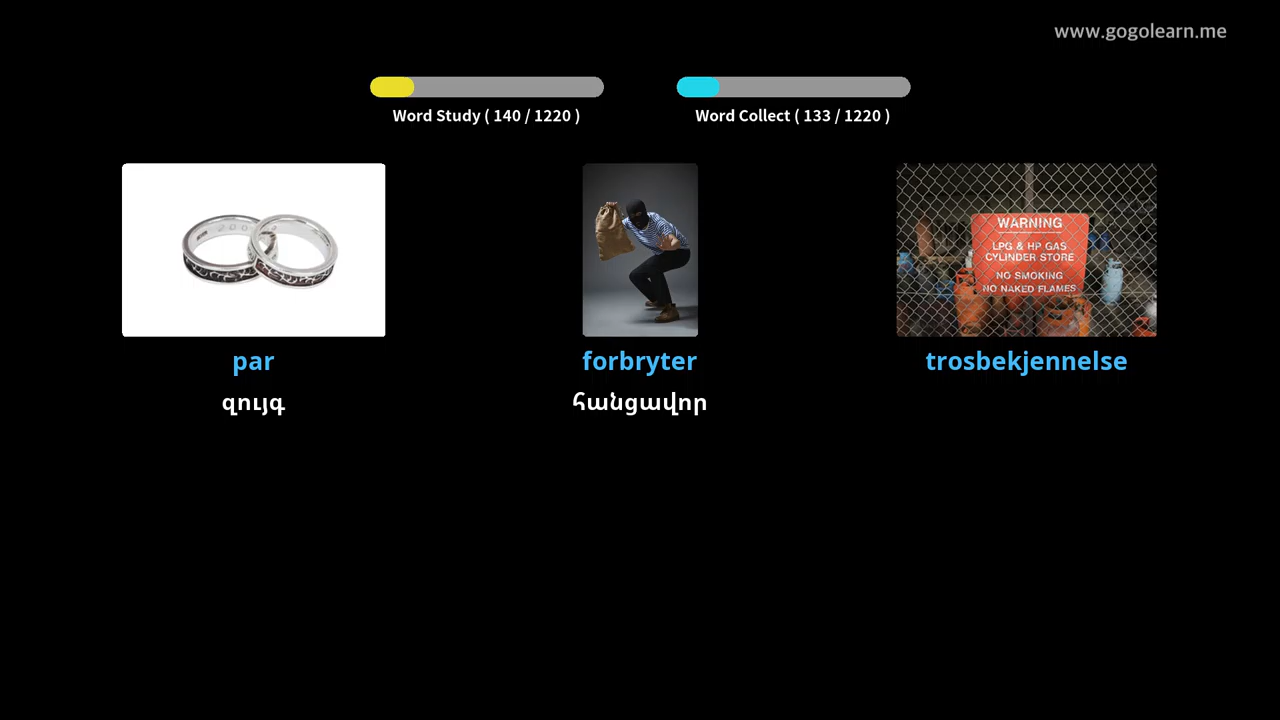 www.gogolearn.me
Word Study ( 140 / 1220 )
Word Collect ( 133 / 1220 )
WARNING
LPG & HP GAS
CYLINDER STORE
NO SMOKING
NO NAKED FLAMES
par
forbryter
trosbekjennelse
զույգ
հանցավոր